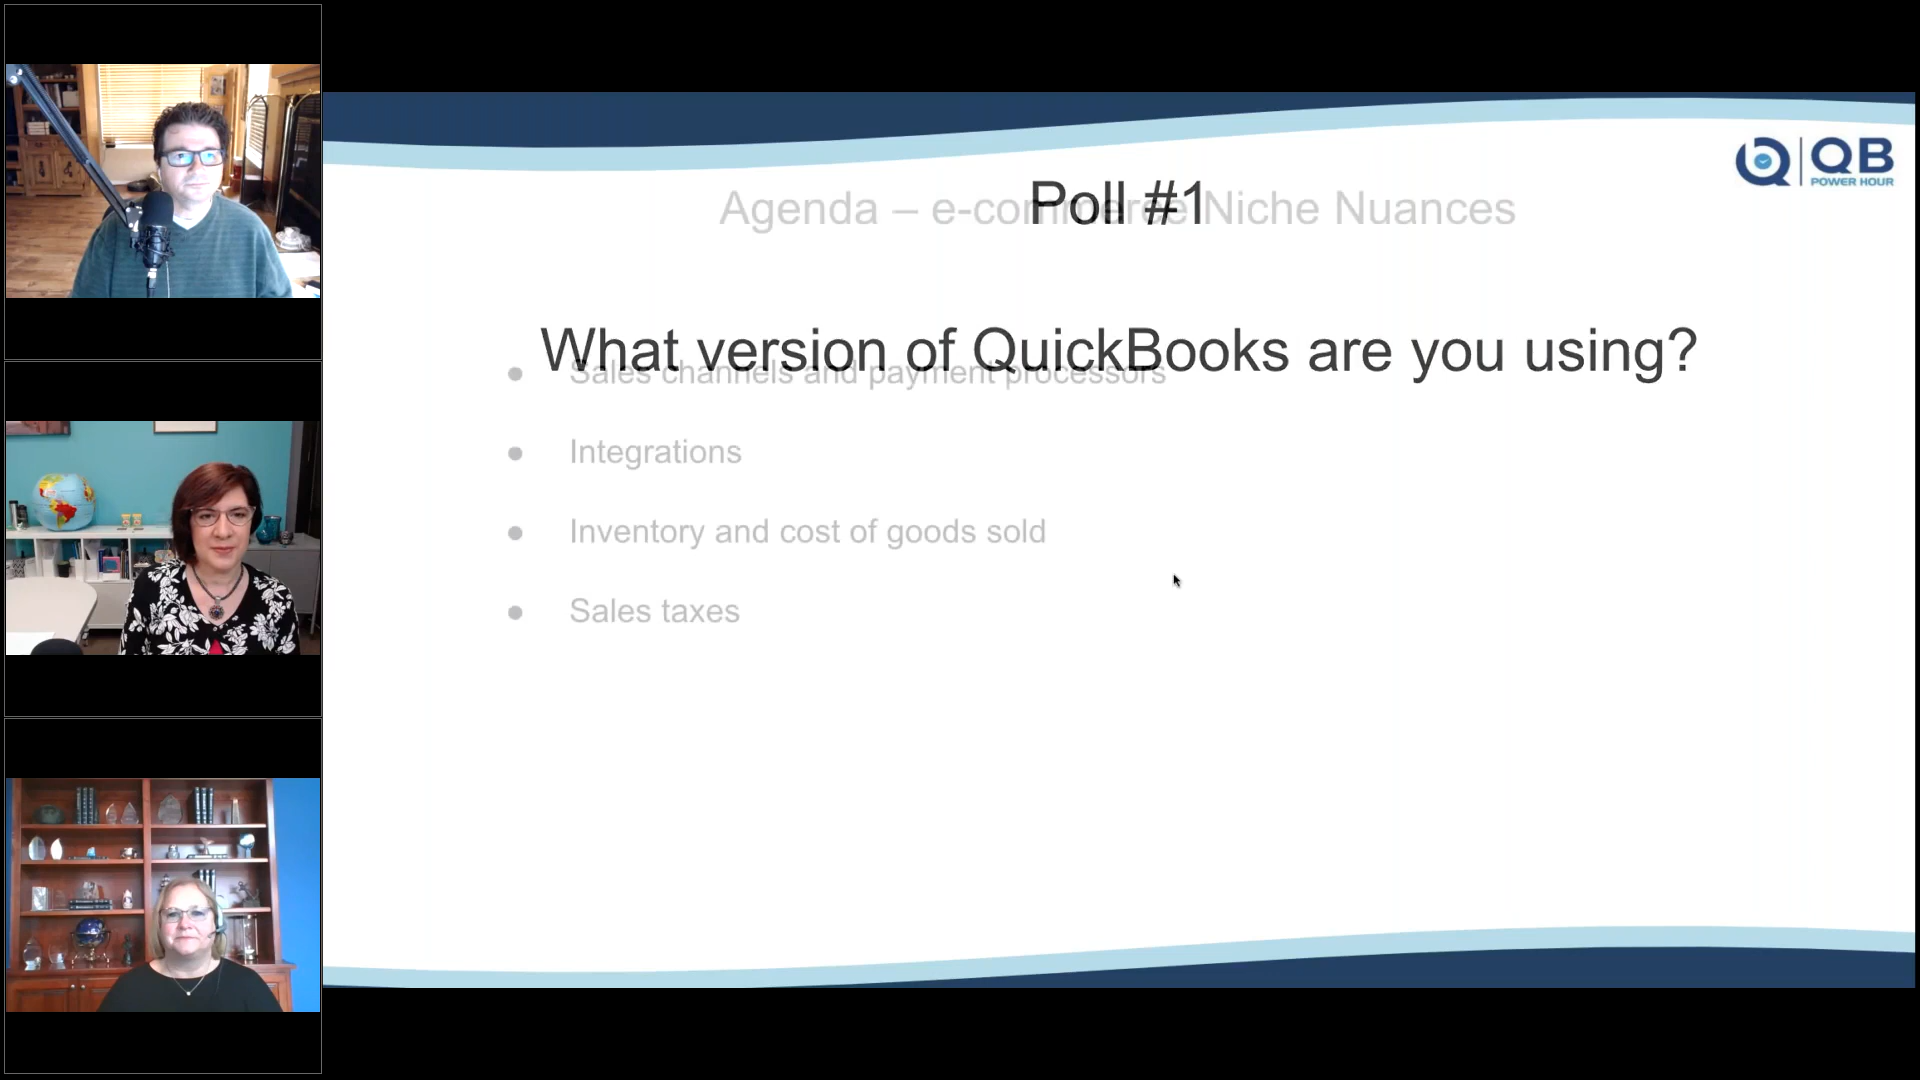 QB
POWER HOUR
Agenda – e-commerce Niche Nuances
Poll #1
What version of QuickBooks are you using?
● Sales channels and payment processors
● Integrations
● Inventory and cost of goods sold
● Sales taxes